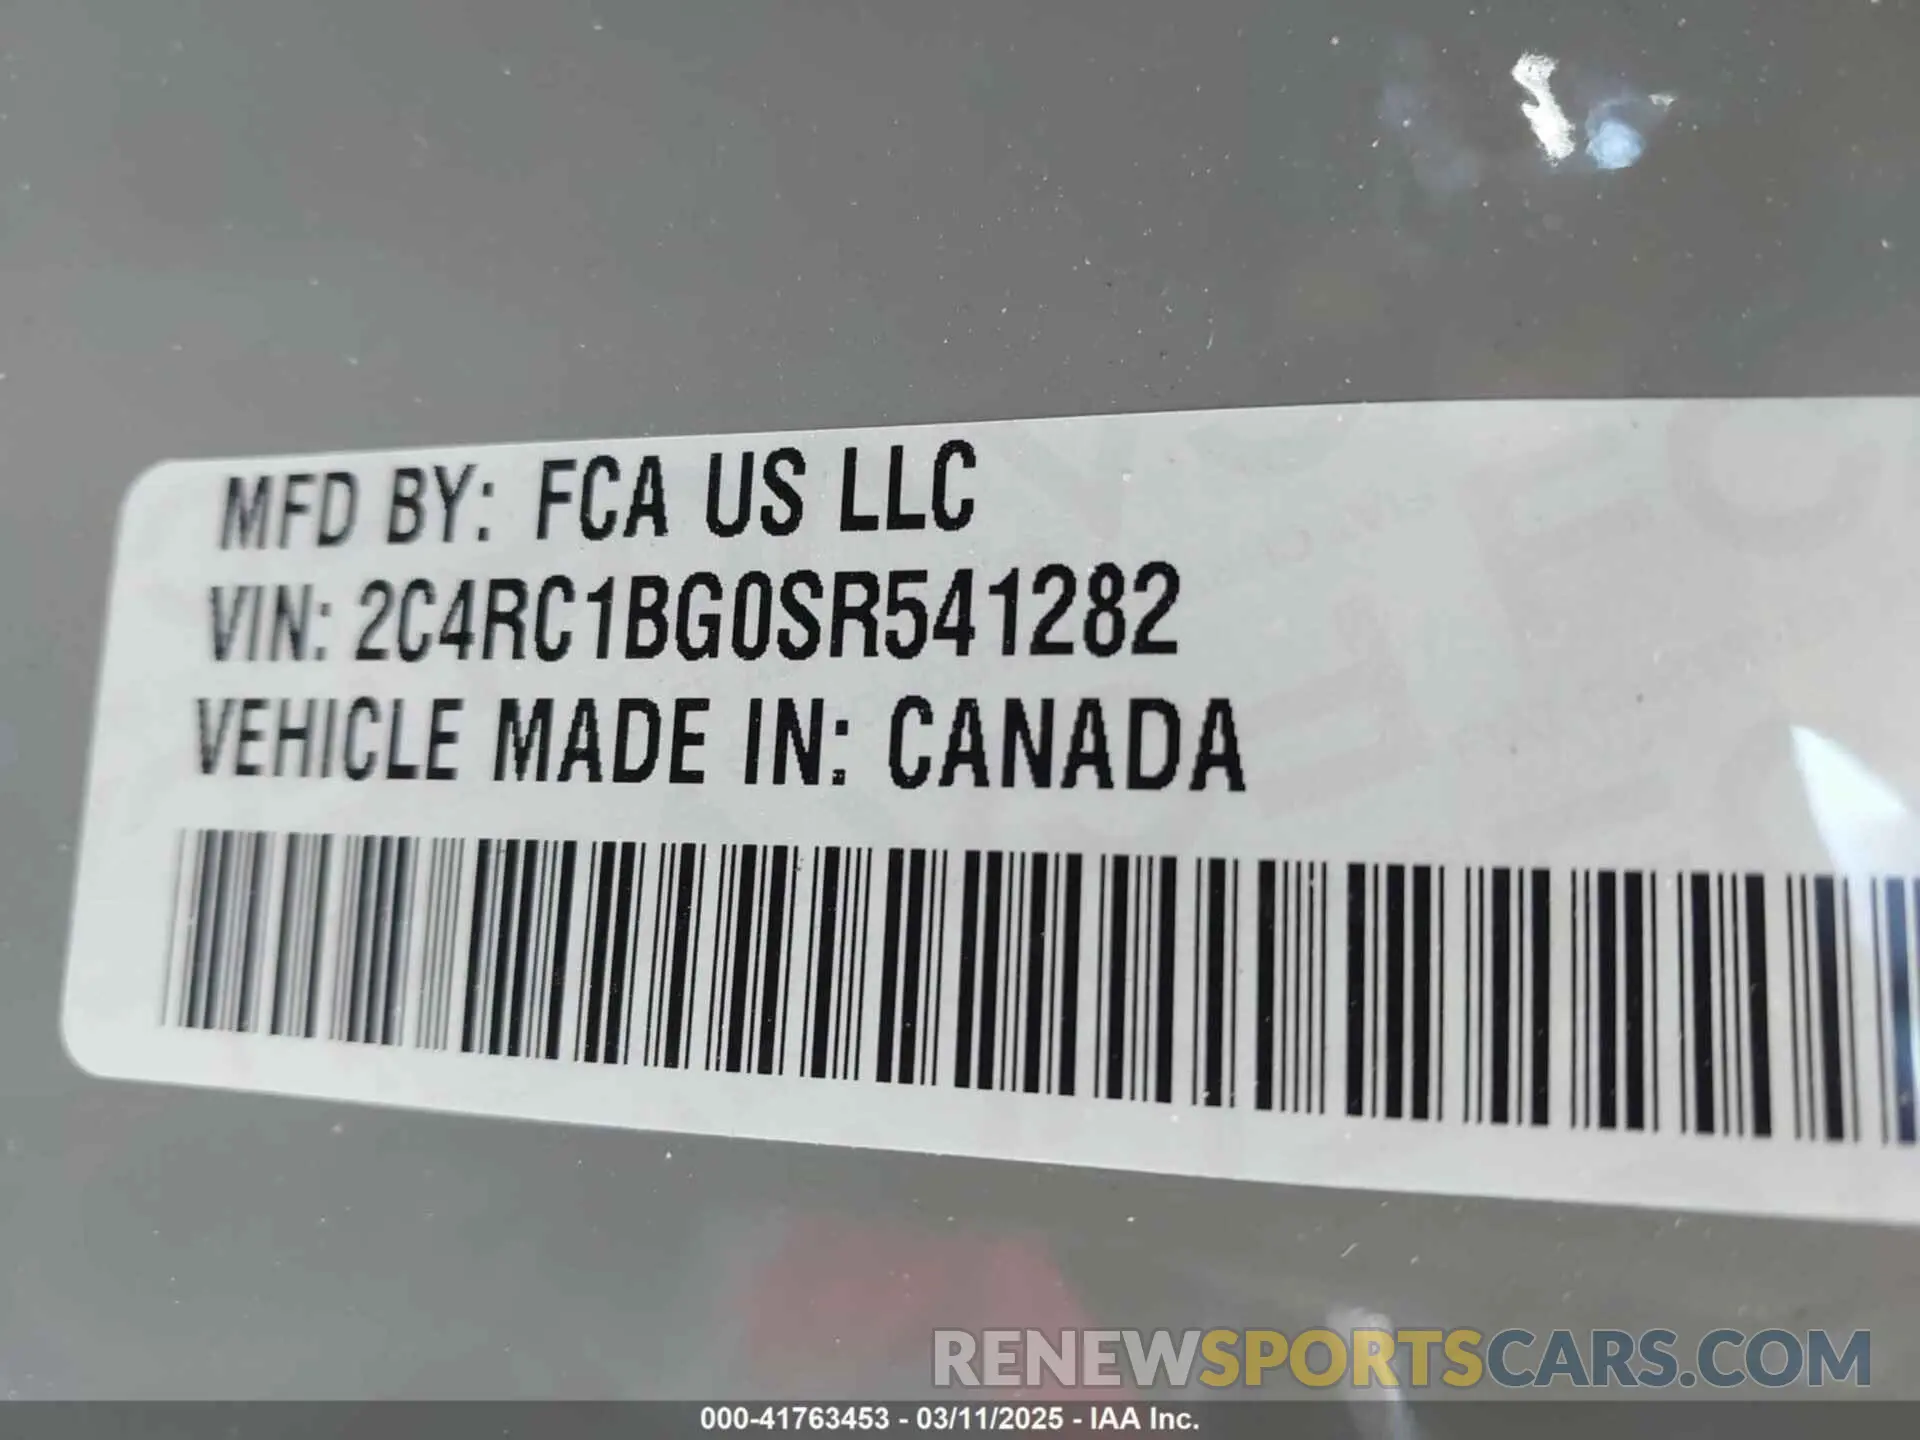 MFD BY: FCA US LLC
VIN: 2C4RC1BG0SR541282
VEHICLE MADE IN: CANADA
RENEWSPORTSCARS.COM
000-41763453 - 03/11/2025 - IAA Inc.